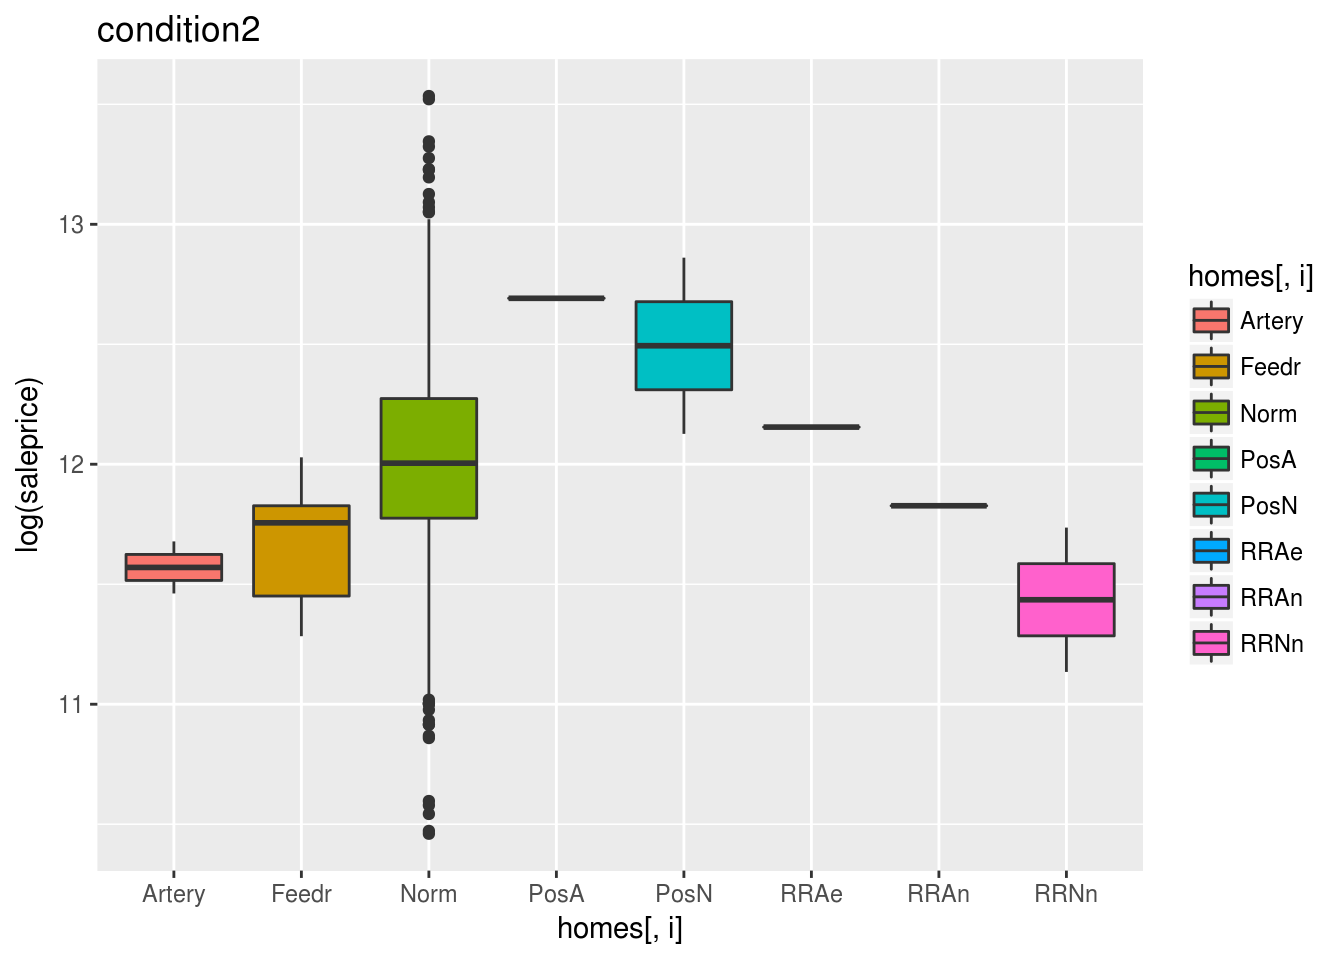 condition2
log(saleprice)
13
12
11
Artery Feedr Norm PosA PosN RRAe RRAn RRNn
homes[, i]
homes[, i]
Artery
Feedr
Norm
PosA
PosN
RRAe
RRAn
RRNn